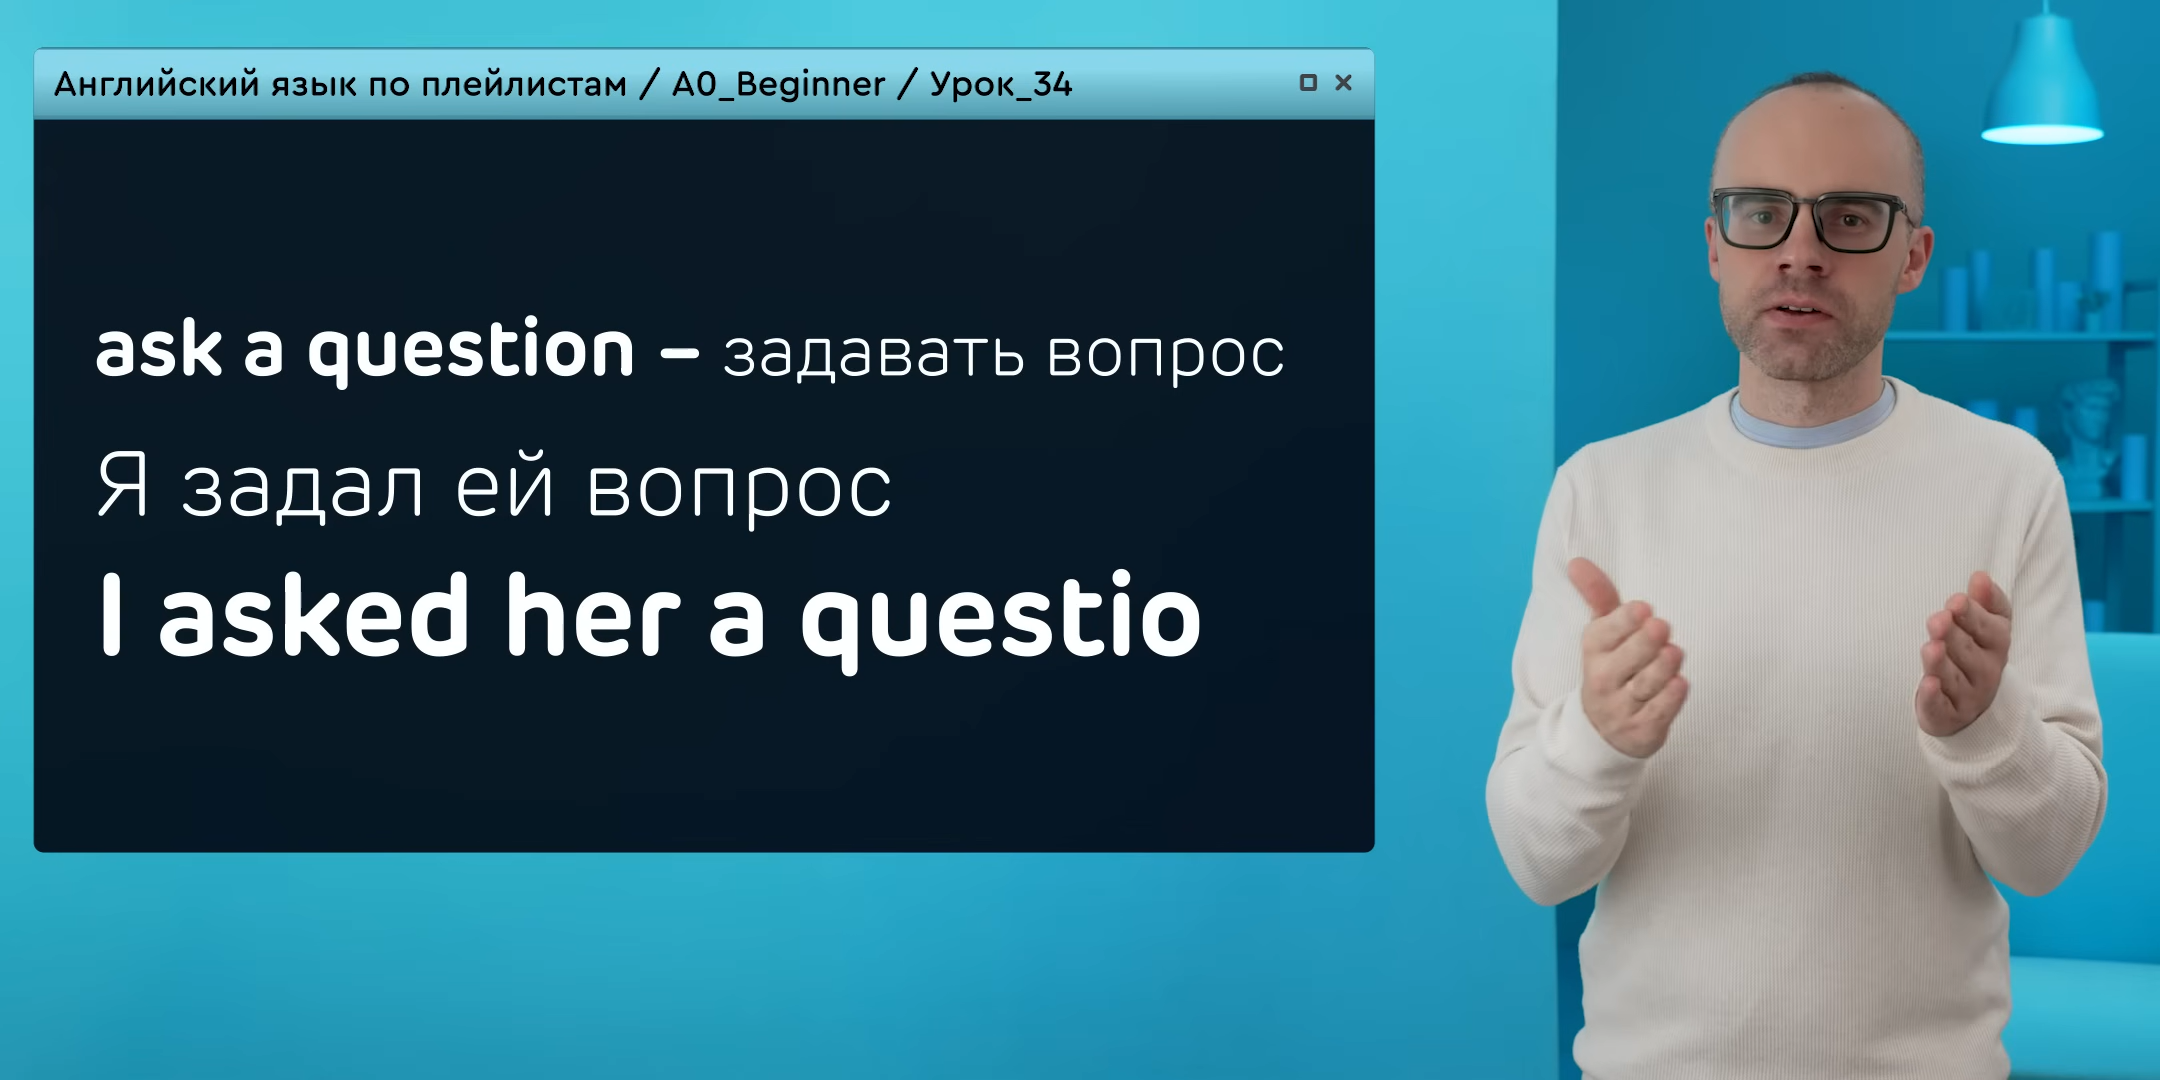 Английский язык по плейлистам / A0_Beginner / Урок_34
ask a question – задавать вопрос
Я задал ей вопрос
I asked her a questio